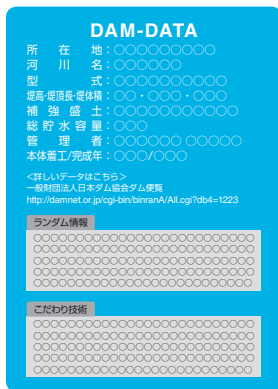 DAM-DATA
所在地：○○○○○○○○○
河川名：○○○○○○
型式：○○○○○○○○○○
堤高・堤頂長・堤体積：○○・○○○・○○○
補強盛土：○○○○○○○○○○○
総貯水容量：○○○
管理者：○○○○○○ ○○○○○
本体着工/完成年：○○○/○○○
<詳しいデータはこちら>
一般財団法人日本ダム協会ダム便覧
http://damnet.or.jp/cgi-bin/binranA/All.cgi?db4=1223
ランダム情報
○○○○○○○○○○○○○○○○○○○○○○○○
○○○○○○○○○○○○○○○○○○○○○○○○
○○○○○○○○○○○○○○○○○○○○○○○○
○○○○○○○○○○○○○○○○○○○○○○○○
○○○○○○○○○○○○○○○○○○○○○○○○
こだわり技術
○○○○○○○○○○○○○○○○○○○○○○○○
○○○○○○○○○○○○○○○○○○○○○○○○
○○○○○○○○○○○○○○○○○○○○○○○○
○○○○○○○○○○○○○○○○○○○○○○○○
○○○○○○○○○○○○○○○○○○○○○○○○